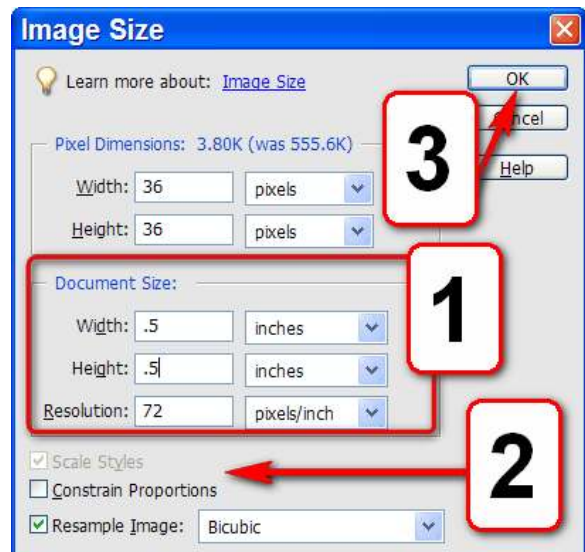 Image Size
Learn more about: Image Size
OK
Cancel
Help
Pixel Dimensions: 3.80K (was 555.6K)
Width: 36 pixels
Height: 36 pixels
3
Document Size:
Width: .5 inches
Height: .5 inches
Resolution: 72 pixels/inch
1
Scale Styles
Constrain Proportions
Resample Image: Bicubic
2